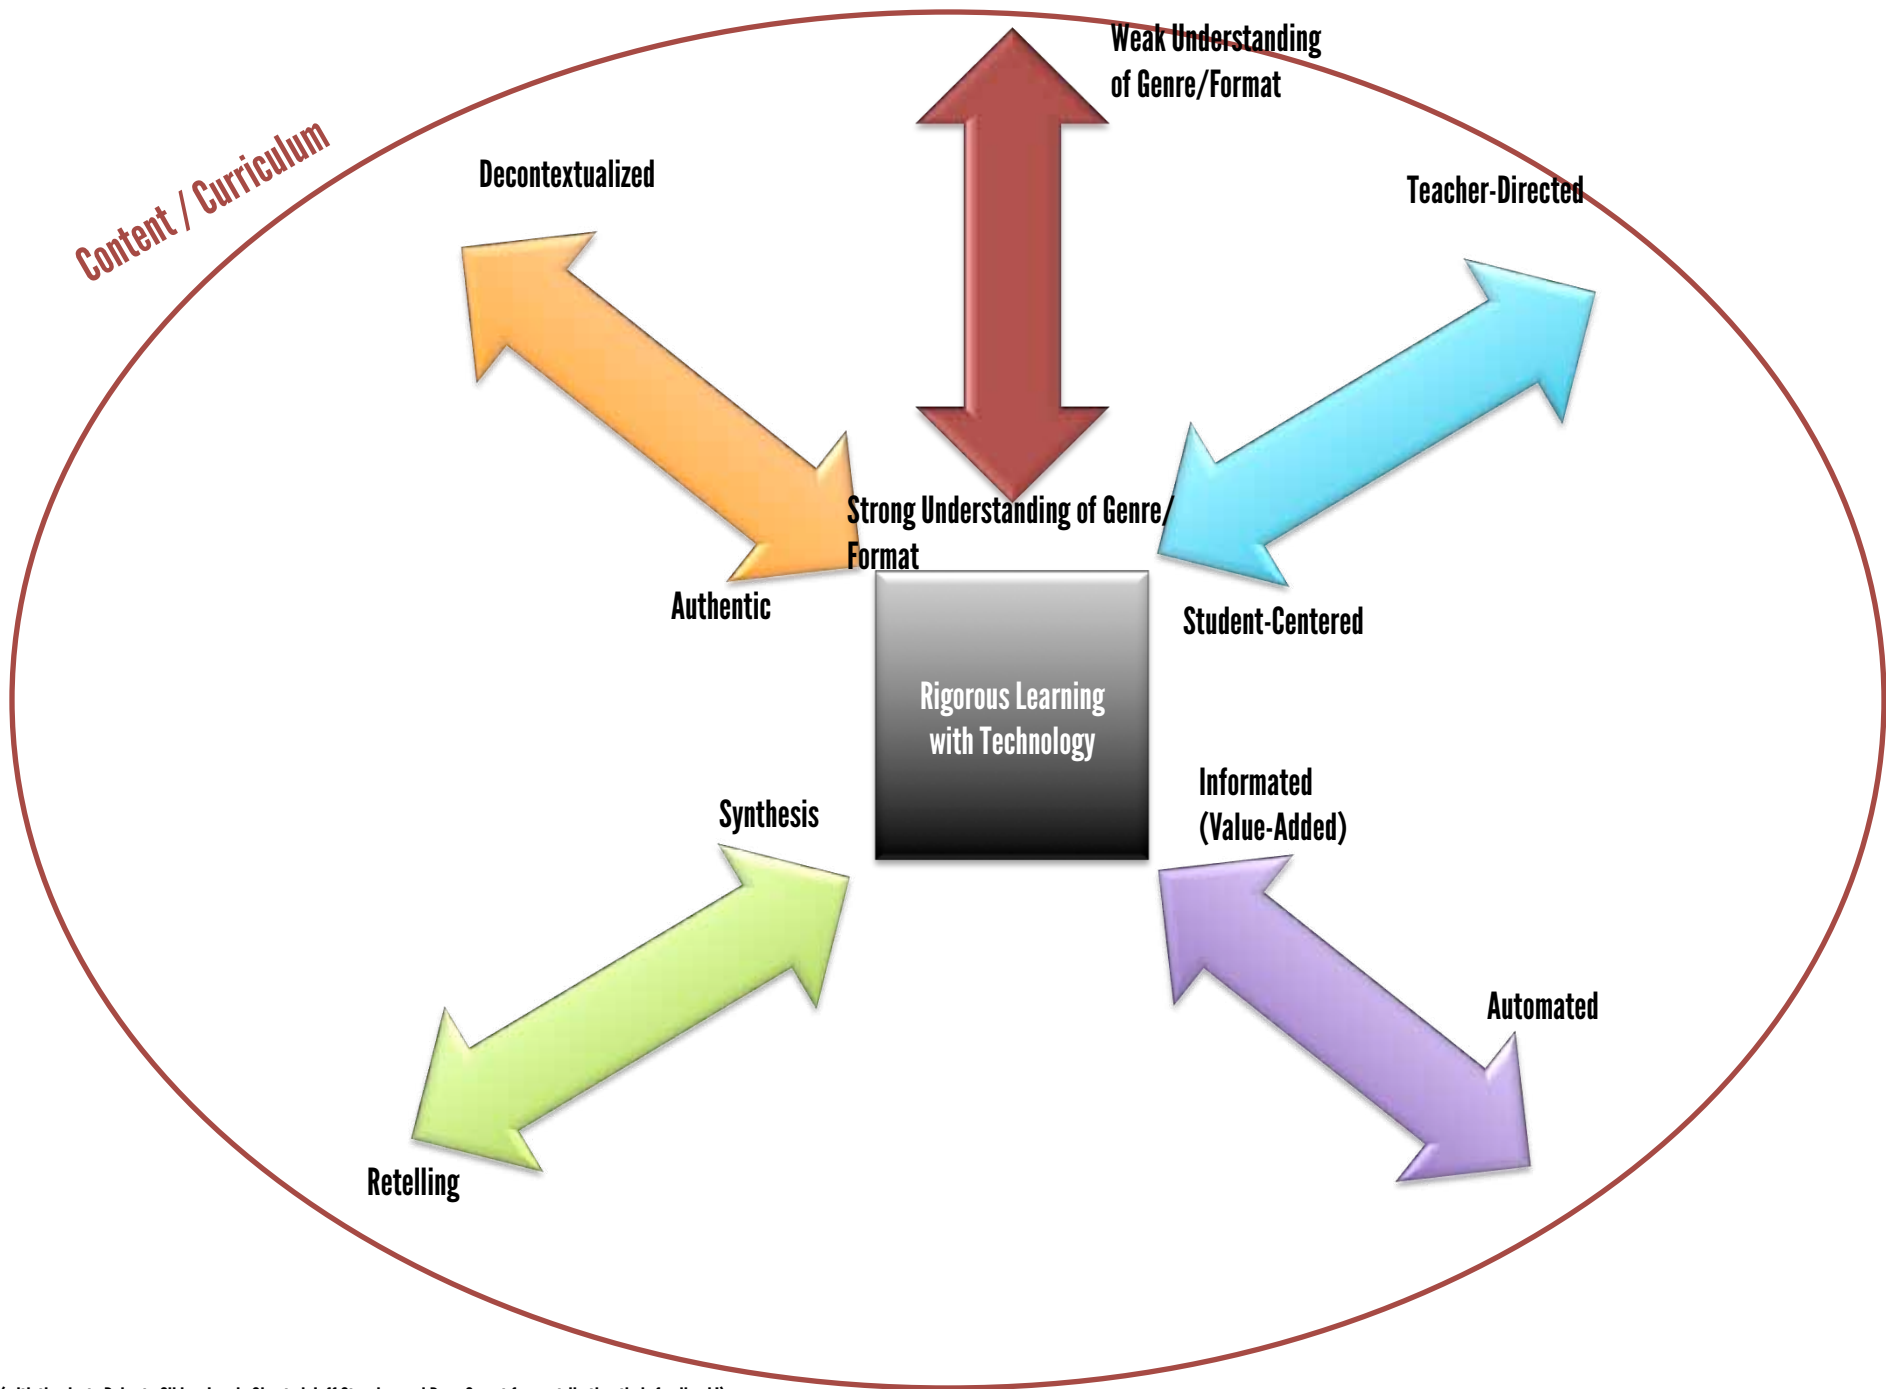 Weak Understanding
of Genre/Format
Content / Curriculum
Decontextualized
Teacher-Directed
Strong Understanding of Genre/
Format
Authentic
Student-Centered
Rigorous Learning
with Technology
Informated
(Value-Added)
Synthesis
Automated
Retelling